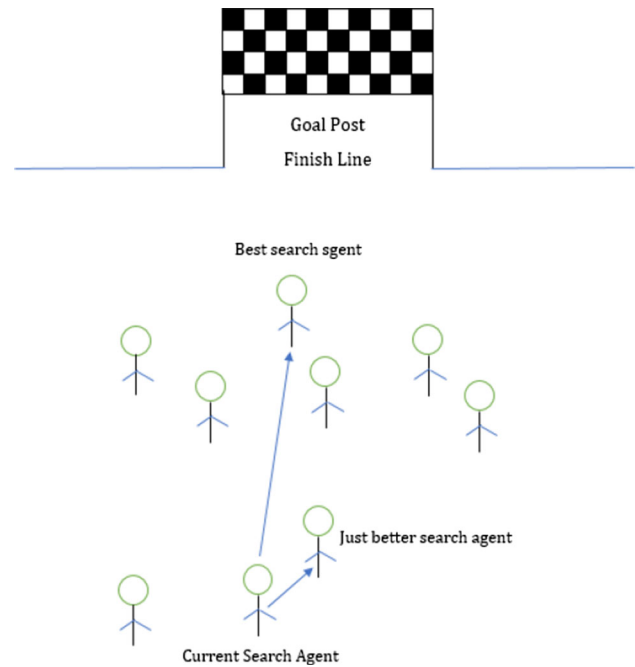 Goal Post
Finish Line
Best search sgent
Just better search agent
Current Search Agent